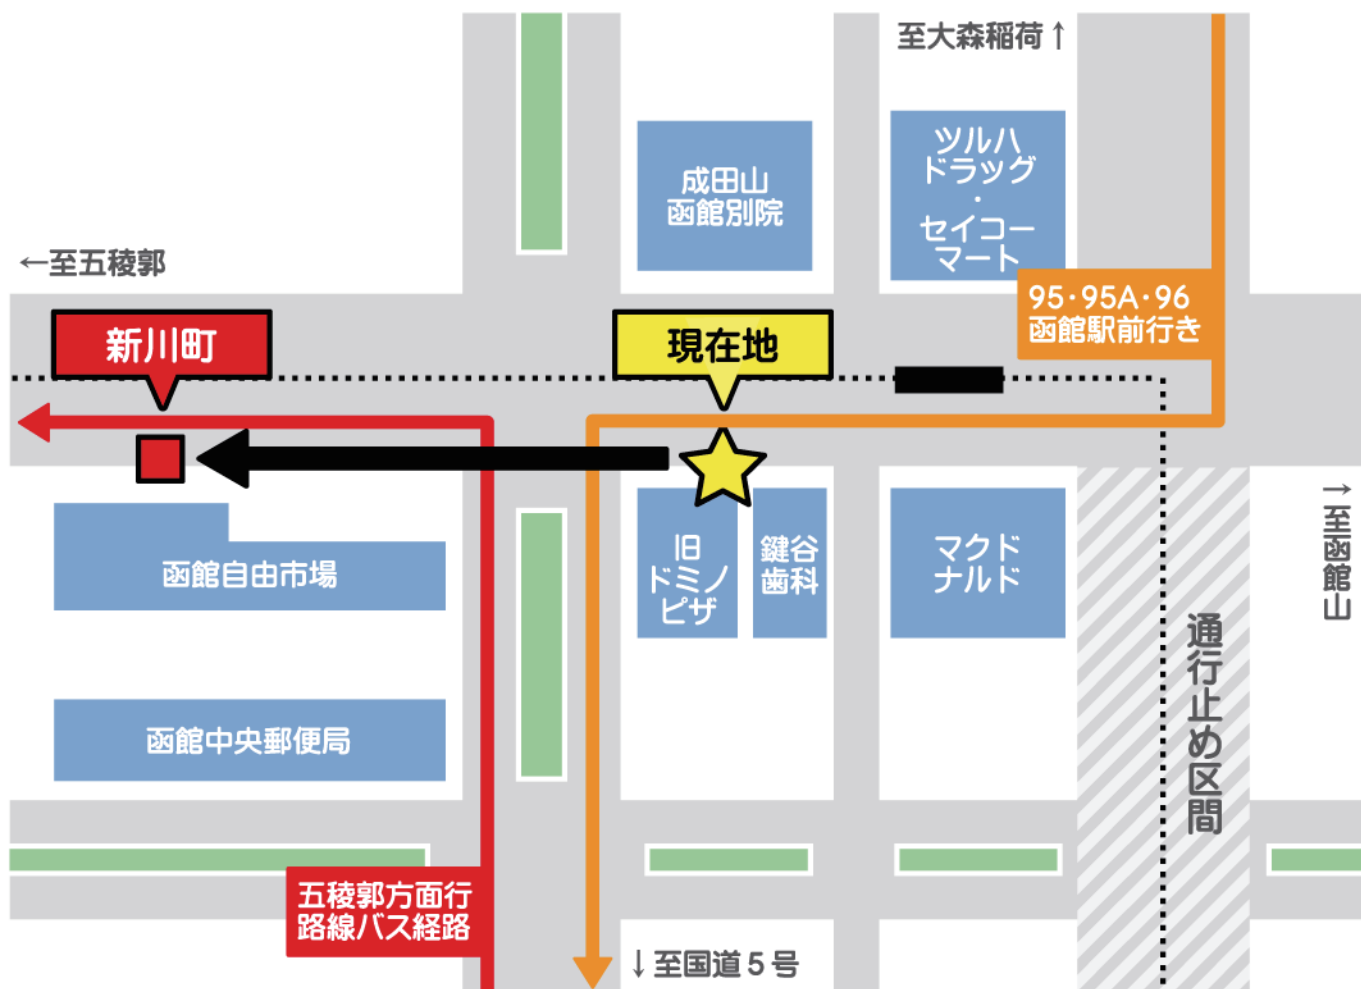 至大森稲荷↑
ツルハ
ドラッグ
・
セイコー
マート
成田山
函館別院
←至五稜郭
95・95A・96
函館駅前行き
新川町
現在地
→至函館山
旧
ドミノ
ピザ
鍵谷
歯科
マクド
ナルド
函館自由市場
通行止め区間
函館中央郵便局
五稜郭方面行
路線バス経路
↓至国道5号